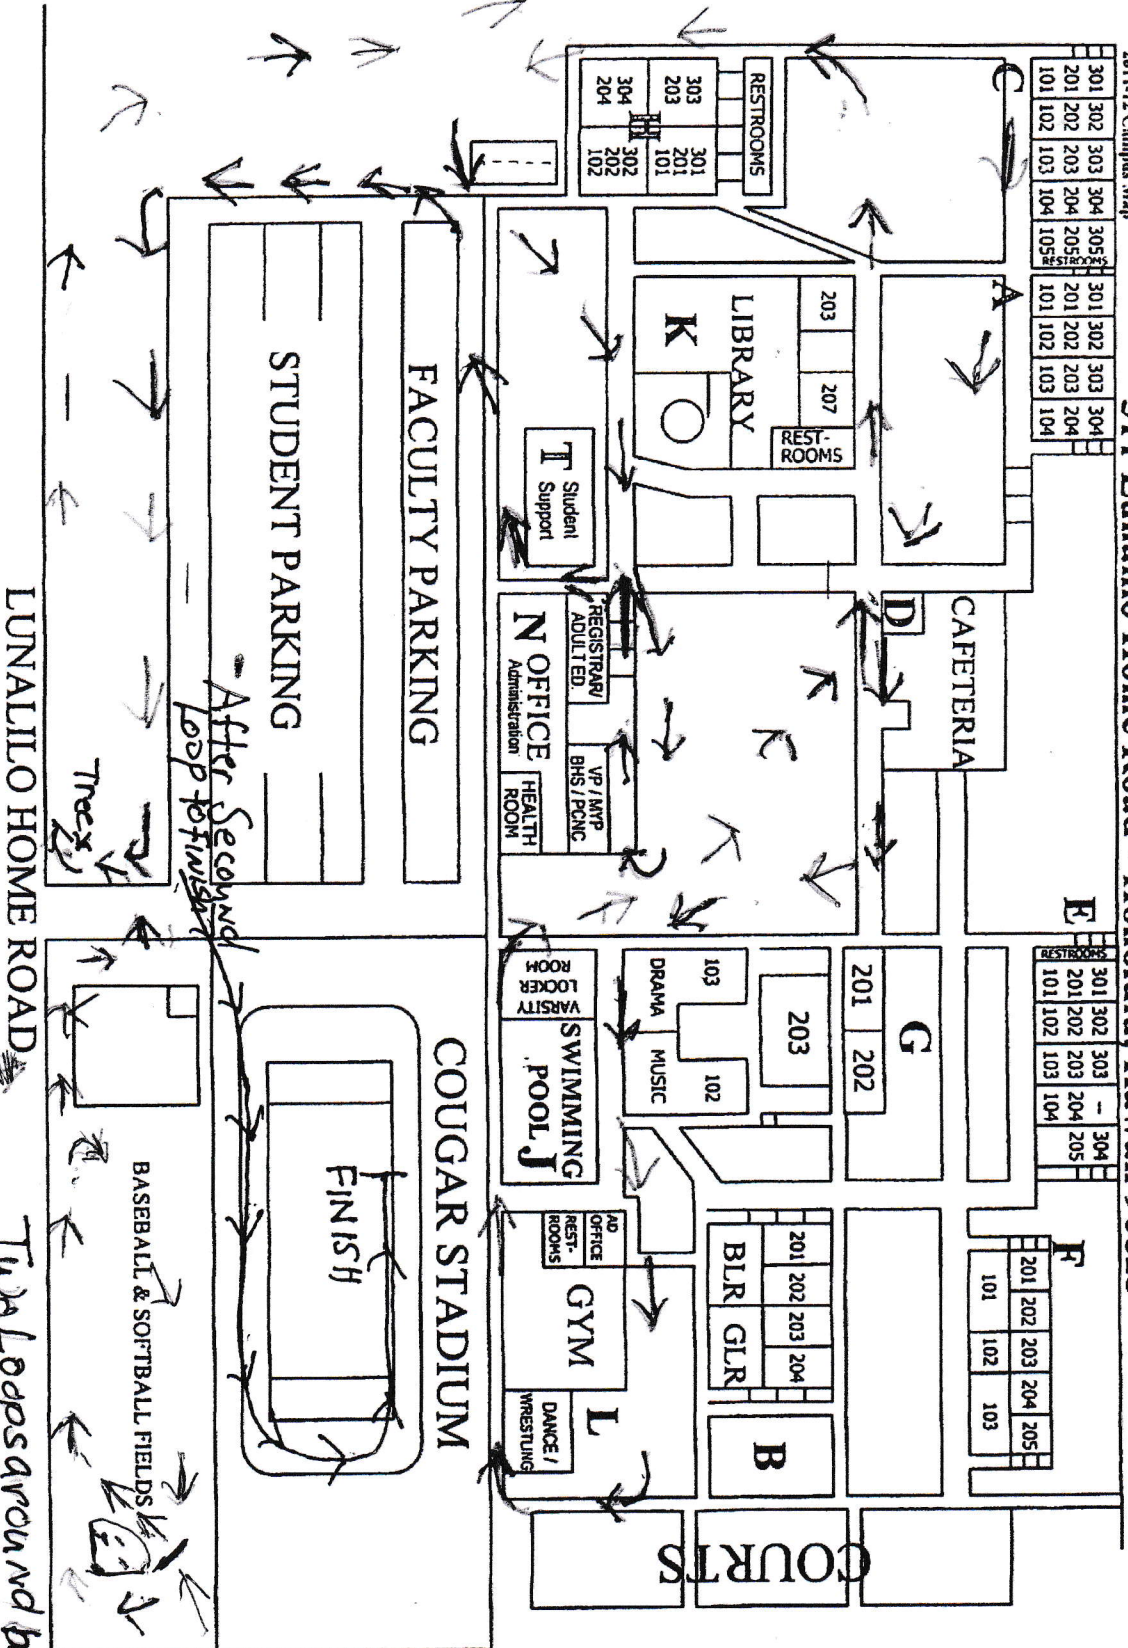 C
301 302 303 304 305
201 202 203 204 205
101 102 103 104 105
RESTROOMS
A
301 302 303 304
201 202 203 204
101 102 103 104
E
RESTROOMS
301 302 303 -- 304
201 202 203 204 205
101 102 103 104
F
201 202 203 204 205
101 102 103
RESTROOMS
303
203
301
201
101
H
304
204
302
202
102
203
207
LIBRARY
K
REST-
ROOMS
CAFETERIA
D
G
201 202
203
103
DRAMA
MUSIC
102
201 202 203 204
BLR GLR
B
COURTS
T Student
Support
REGISTRAR/
ADULT ED.
N OFFICE
Administration
VP / MYP
BHS / PCNC
HEALTH
ROOM
VARSITY
LOCKER
ROOM
SWIMMING
POOL J
AD
OFFICE
REST-
ROOMS
GYM
L
DANCE /
WRESTLING
FACULTY PARKING
STUDENT PARKING
COUGAR STADIUM
FINISH
- After Second
Loop to finish
Trees
BASEBALL & SOFTBALL FIELDS
LUNALILO HOME ROAD
Two Loops around